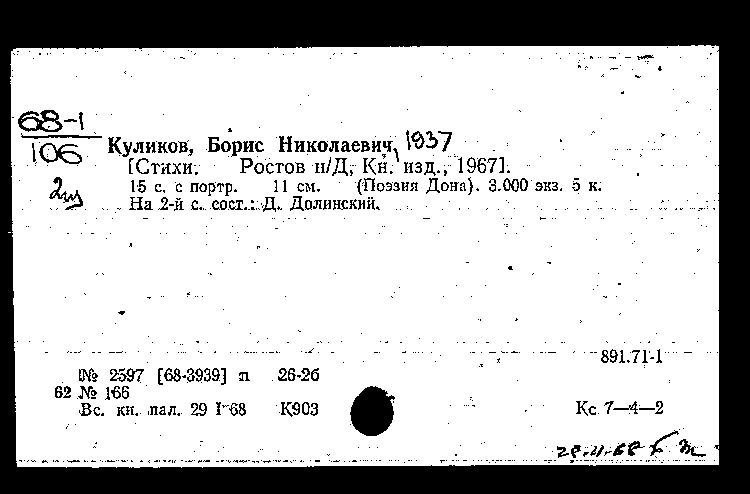 68-1
106
Куликов, Борис Николаевич, 1937
[Стихи. Ростов н/Д, Кн. изд., 1967].
15 с. с портр. 11 см. (Поэзия Дона). 3.000 экз. 5 к.
На 2-й с. сост.: Д. Долинский.
891.71-1
№ 2597 [68-3939] п 26-26
62 № 166
Вс. кн. пал. 29 I 68 К903
Кс 7—4—2